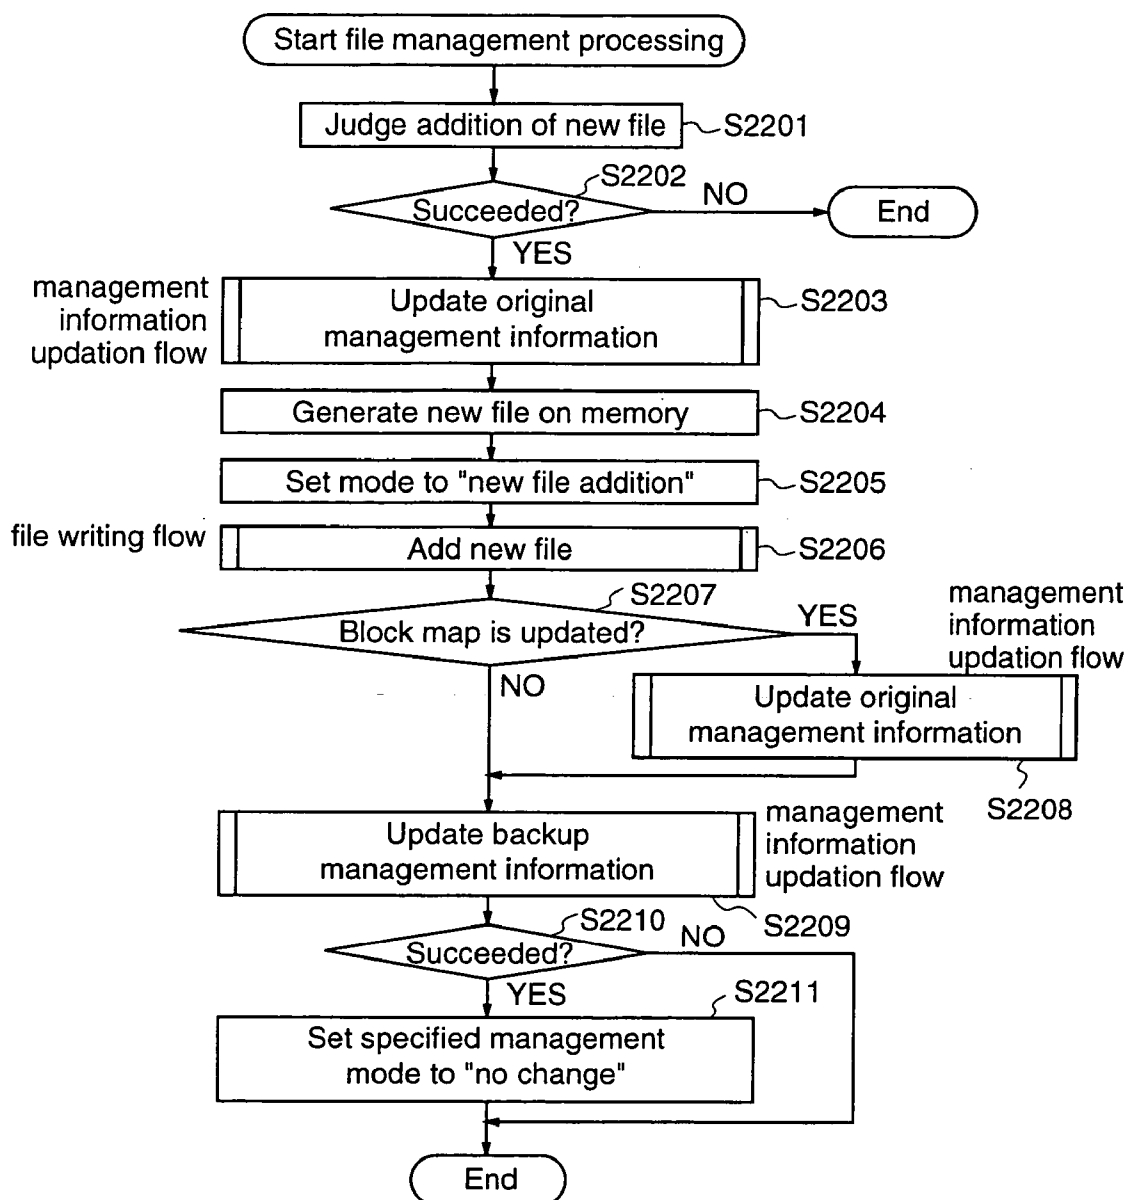 Start file management processing
Judge addition of new file
S2201
S2202
Succeeded?
NO
End
YES
management
information
updation flow
Update original
management information
S2203
Generate new file on memory
S2204
Set mode to "new file addition"
S2205
file writing flow
Add new file
S2206
S2207
Block map is updated?
YES
management
information
updation flow
NO
Update original
management information
S2208
Update backup
management information
management
information
updation flow
S2209
S2210
Succeeded?
NO
YES
S2211
Set specified management
mode to "no change"
End